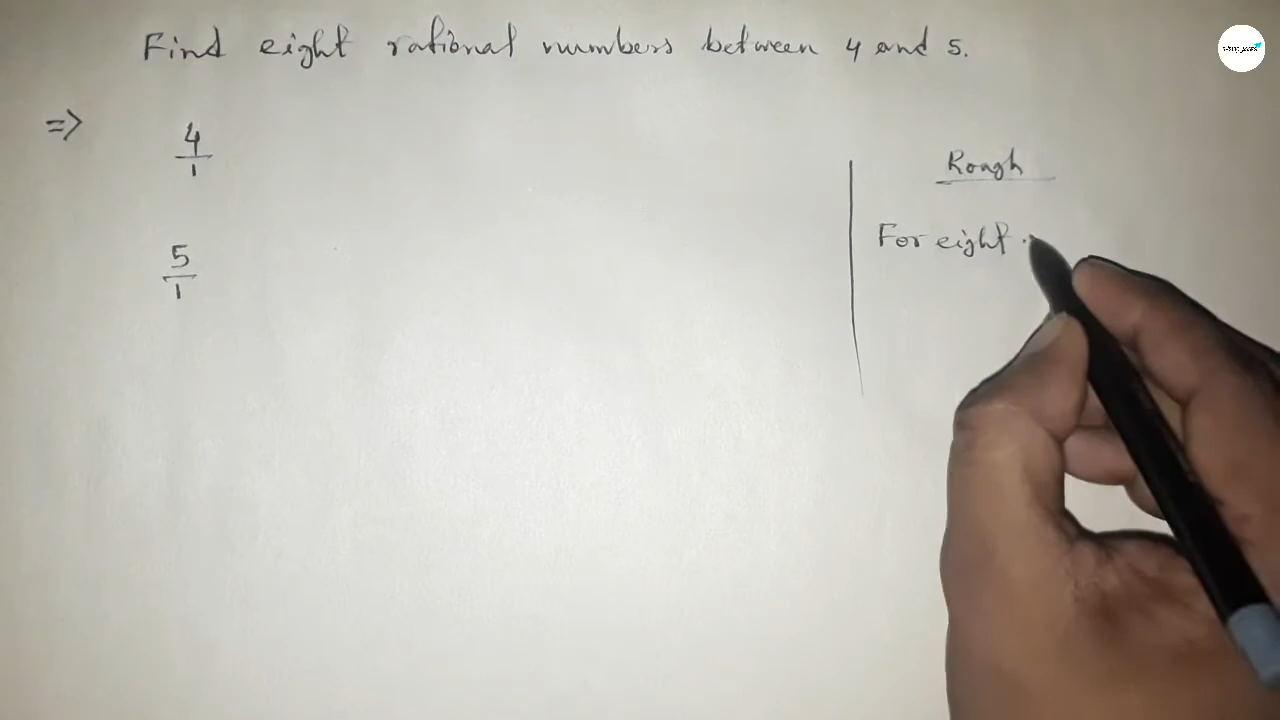 Find eight rational numbers between 4 and 5.
=> 4/1
Rough
For eight
5/1